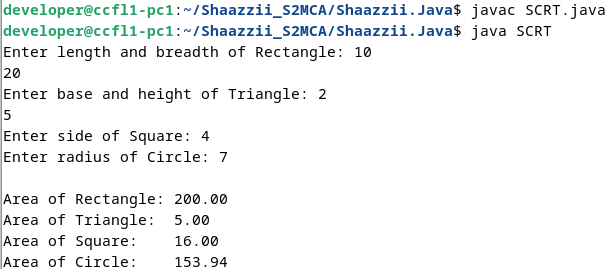 developer@ccfl1-pc1:~/Shaazzii_S2MCA/Shaazzii.Java$ javac SCRT.java
developer@ccfl1-pc1:~/Shaazzii_S2MCA/Shaazzii.Java$ java SCRT
Enter length and breadth of Rectangle: 10
20
Enter base and height of Triangle: 2
5
Enter side of Square: 4
Enter radius of Circle: 7

Area of Rectangle: 200.00
Area of Triangle:  5.00
Area of Square:    16.00
Area of Circle:    153.94